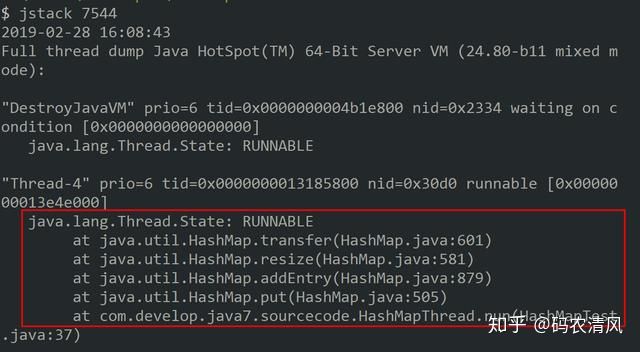 $ jstack 7544
2019-02-28 16:08:43
Full thread dump Java HotSpot(TM) 64-Bit Server VM (24.80-b11 mixed m
ode):
"DestroyJavaVM" prio=6 tid=0x0000000004b1e800 nid=0x2334 waiting on c
ondition [0x0000000000000000]
java.lang.Thread.State: RUNNABLE
"Thread-4" prio=6 tid=0x0000000013185800 nid=0x30d0 runnable [0x00000
00013e4e000]
java.lang.Thread.State: RUNNABLE
at java.util.HashMap.transfer(HashMap.java:601)
at java.util.HashMap.resize(HashMap.java:581)
at java.util.HashMap.addEntry(HashMap.java:879)
at java.util.HashMap.put(HashMap.java:505)
at com.develop.java7.sourcecode.HashMapThread.run(HashMapTest
.java:37)
知乎 @码农清风